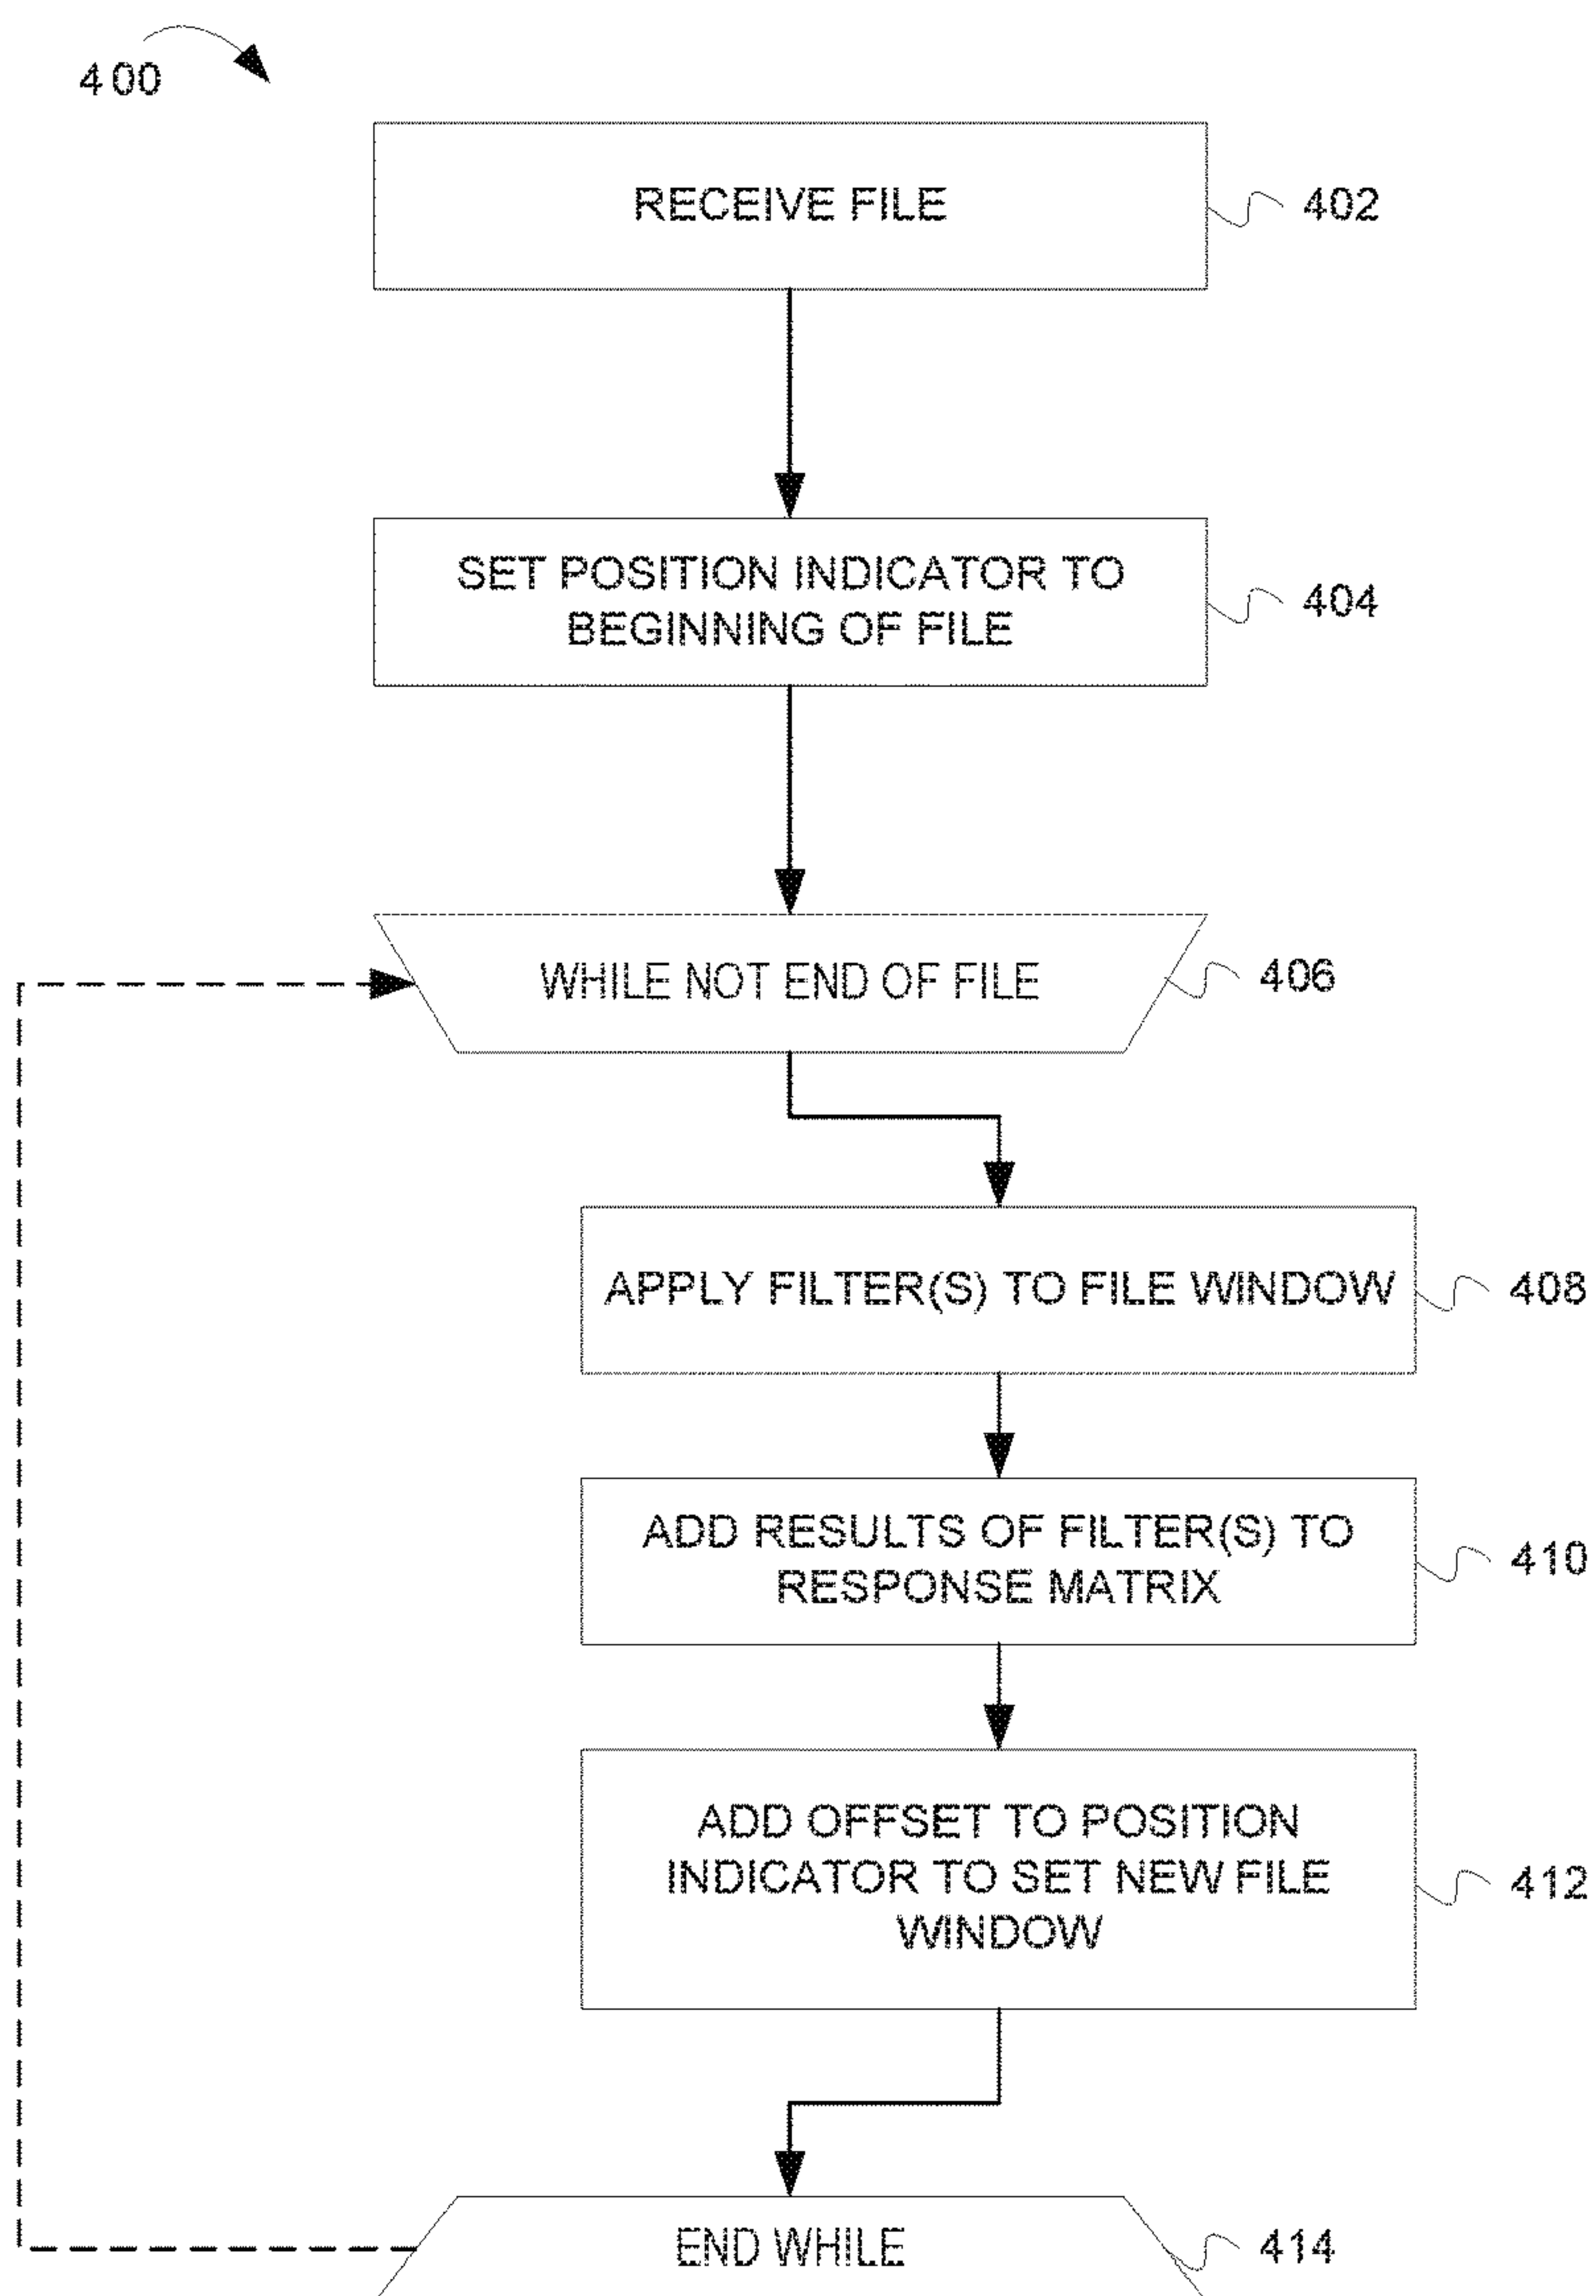 400
RECEIVE FILE
402
SET POSITION INDICATOR TO
BEGINNING OF FILE
404
WHILE NOT END OF FILE
406
APPLY FILTER(S) TO FILE WINDOW
408
ADD RESULTS OF FILTER(S) TO
RESPONSE MATRIX
410
ADD OFFSET TO POSITION
INDICATOR TO SET NEW FILE
WINDOW
412
END WHILE
414